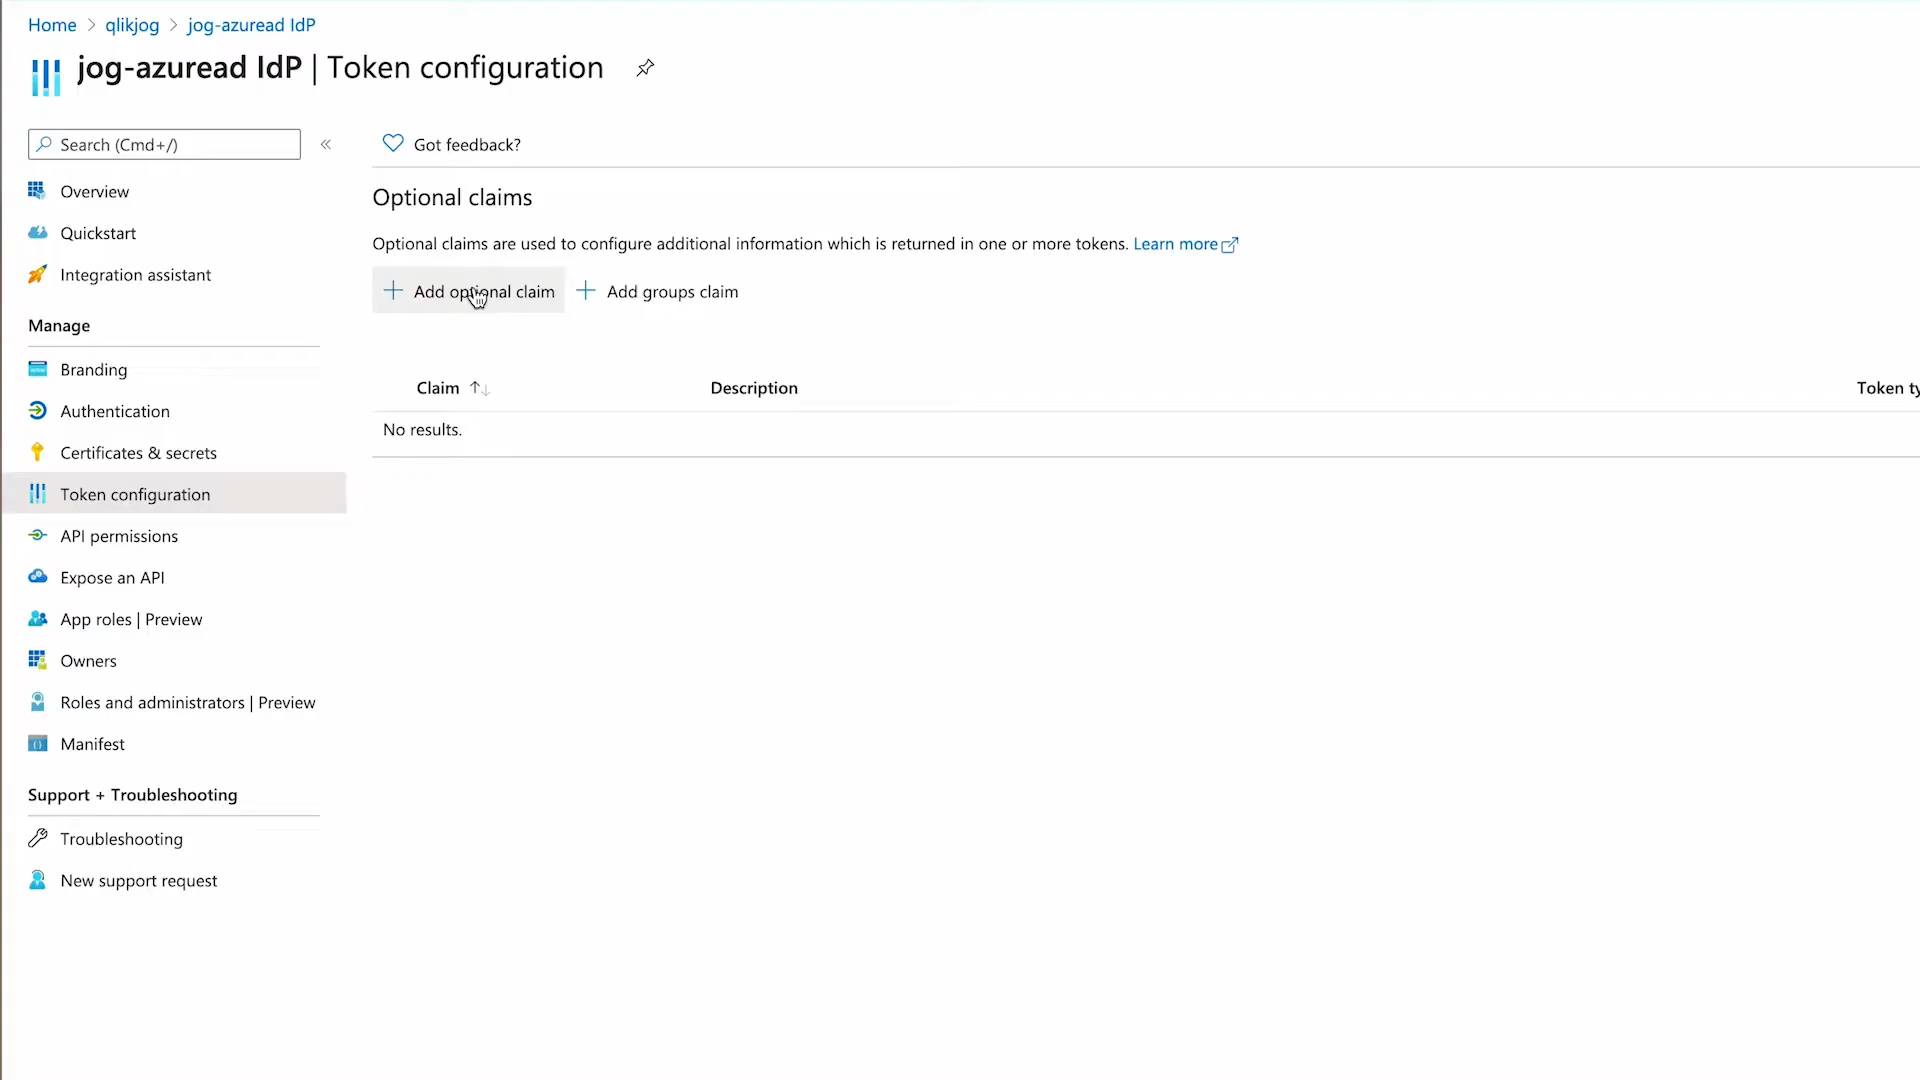 Home > qlikjog > jog-azuread IdP
jog-azuread IdP | Token configuration
Search (Cmd+/)
«
Got feedback?
Overview
Quickstart
Integration assistant
Manage
Branding
Authentication
Certificates & secrets
Token configuration
API permissions
Expose an API
App roles | Preview
Owners
Roles and administrators | Preview
Manifest
Support + Troubleshooting
Troubleshooting
New support request
Optional claims
Optional claims are used to configure additional information which is returned in one or more tokens. Learn more
Add optional claim Add groups claim
Claim ↑↓ Description Token ty
No results.